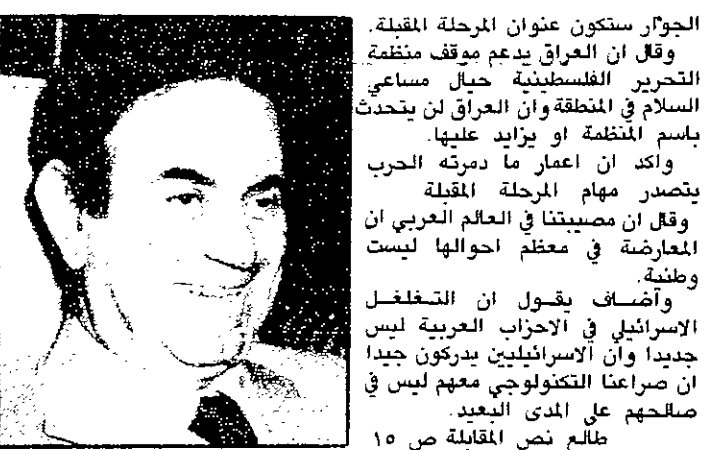 الجوار ستكون عنوان المرحلة المقبلة.
وقال ان العراق يدعم موقف منظمة
التحرير الفلسطينية حيال مساعي
السلام في المنطقة وان العراق لن يتحدث
باسم المنظمة او يزايد عليها.
واكد ان اعمار ما دمرته الحرب
يتصدر مهام المرحلة المقبلة
وقال ان مصيبتنا في العالم العربي ان
المعارضة في معظم احوالها ليست
وطنية.
وأضاف يقول ان التغلغل
الاسرائيلي في الاحزاب العربية ليس
جديدا وان الاسرائيليين يدركون جيدا
ان صراعنا التكنولوجي معهم ليس في
صالحهم على المدى البعيد.
طالع نص المقابلة ص ١٥